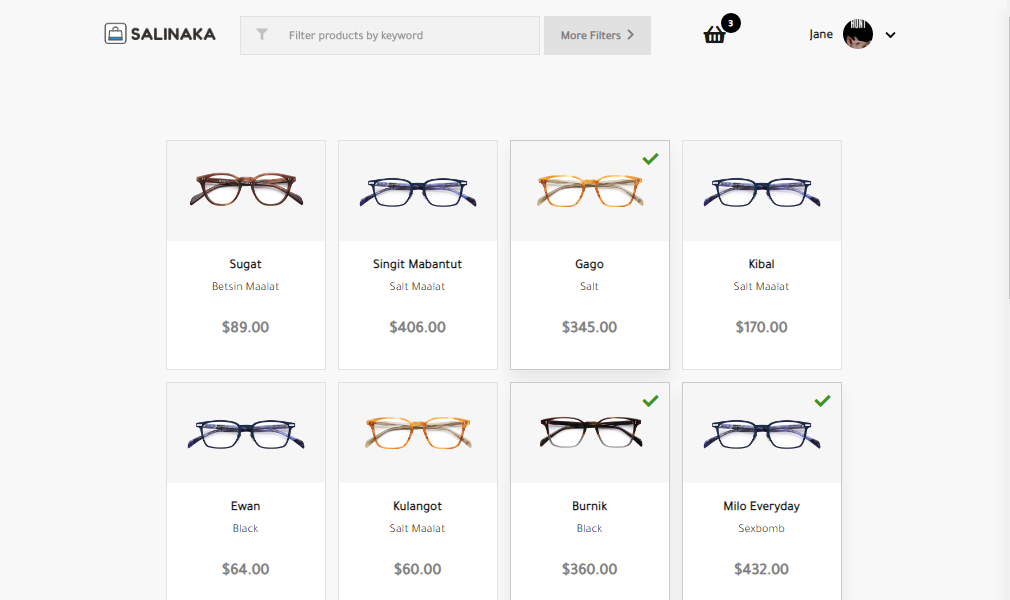 SALINAKA
Filter products by keyword
More Filters
3
Jane
HUNT
Sugat
Betsin Maalat
$89.00
Singit Mabantut
Salt Maalat
$406.00
Gago
Salt
$345.00
Kibal
Salt Maalat
$170.00
Ewan
Black
$64.00
Kulangot
Salt Maalat
$60.00
Burnik
Black
$360.00
Milo Everyday
Sexbomb
$432.00